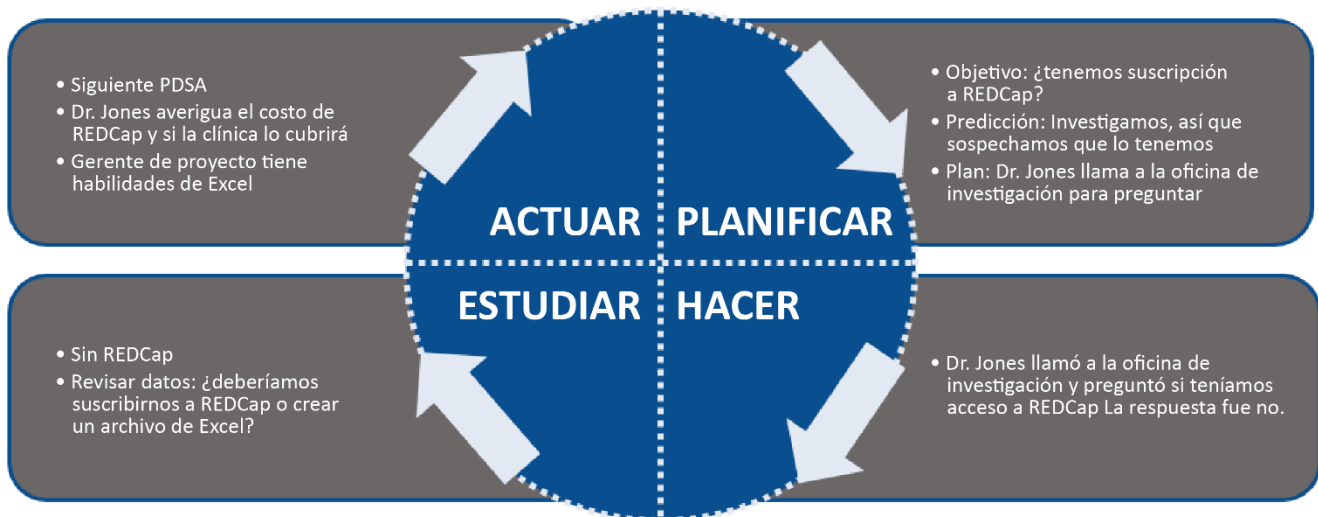 • Siguiente PDSA
• Dr. Jones averigua el costo de
REDCap y si la clínica lo cubrirá
• Gerente de proyecto tiene
habilidades de Excel
• Objetivo: ¿tenemos suscripción
a REDCap?
• Predicción: Investigamos, así que
sospechamos que lo tenemos
• Plan: Dr. Jones llama a la oficina de
investigación para preguntar
ACTUAR
PLANIFICAR
ESTUDIAR
HACER
• Sin REDCap
• Revisar datos: ¿deberíamos
suscribirnos a REDCap o crear
un archivo de Excel?
• Dr. Jones llamó a la oficina de
investigación y preguntó si teníamos
acceso a REDCap La respuesta fue no.